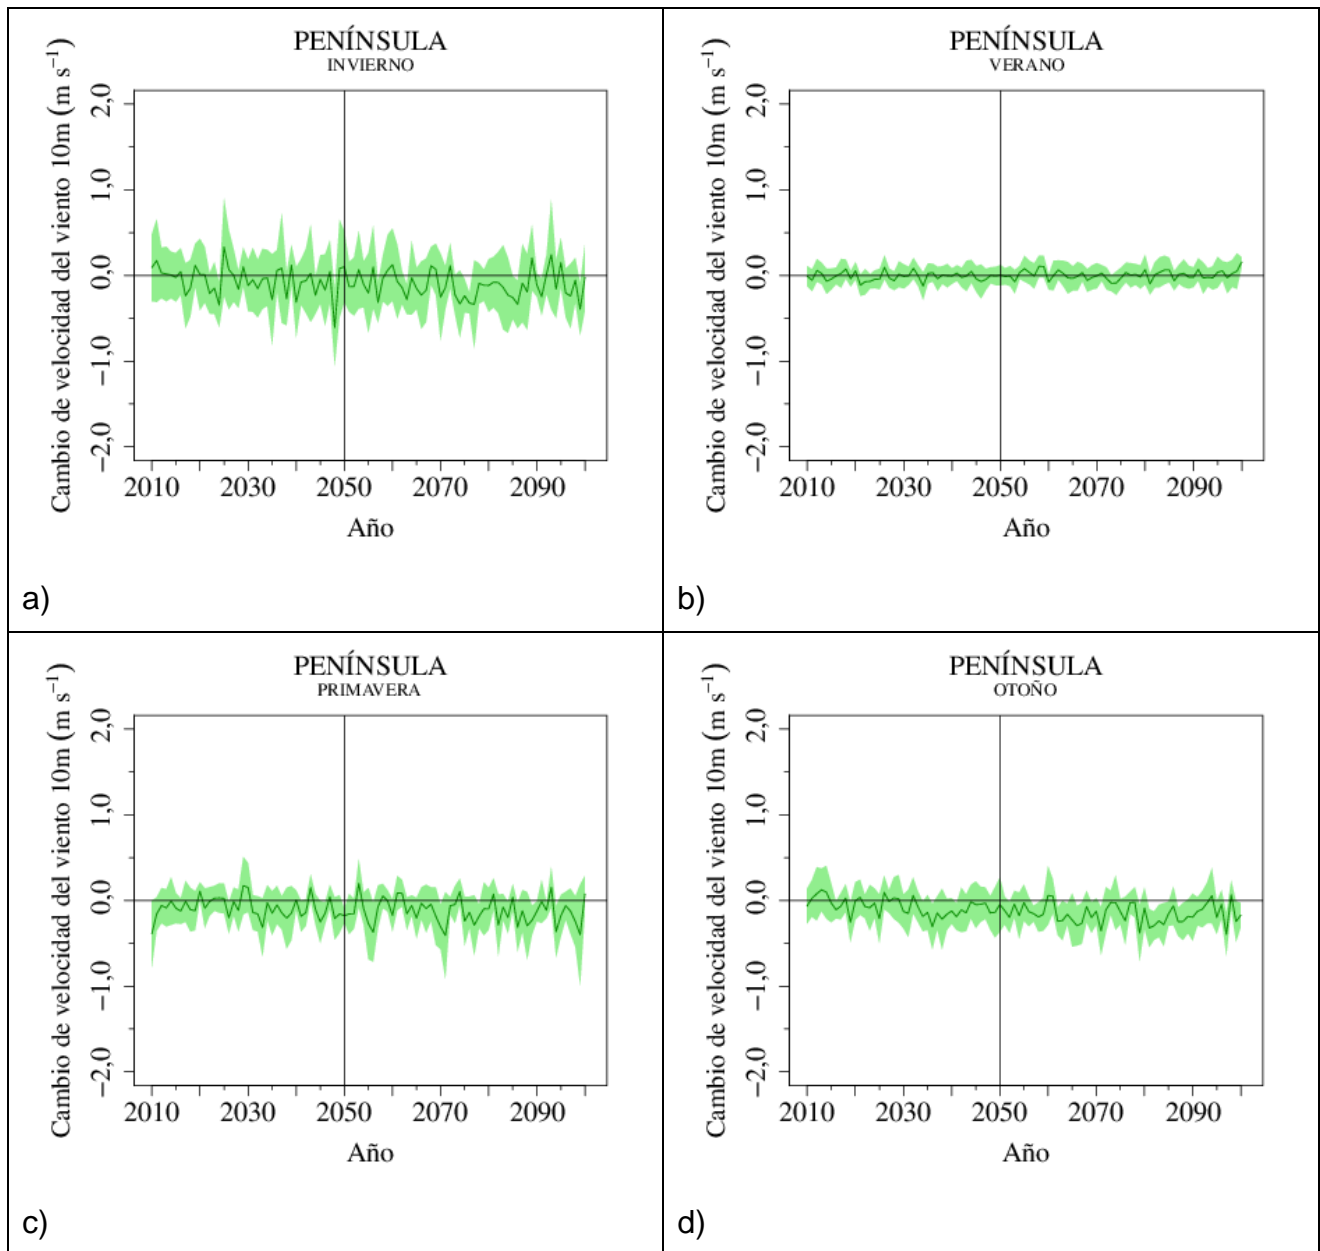 PENÍNSULA
INVIERNO
Cambio de velocidad del viento 10m (m s⁻¹)
2,0
1,0
0,0
−1,0
−2,0
2010 2030 2050 2070 2090
Año
a)
PENÍNSULA
VERANO
Cambio de velocidad del viento 10m (m s⁻¹)
2,0
1,0
0,0
−1,0
−2,0
2010 2030 2050 2070 2090
Año
b)
PENÍNSULA
PRIMAVERA
Cambio de velocidad del viento 10m (m s⁻¹)
2,0
1,0
0,0
−1,0
−2,0
2010 2030 2050 2070 2090
Año
c)
PENÍNSULA
OTOÑO
Cambio de velocidad del viento 10m (m s⁻¹)
2,0
1,0
0,0
−1,0
−2,0
2010 2030 2050 2070 2090
Año
d)